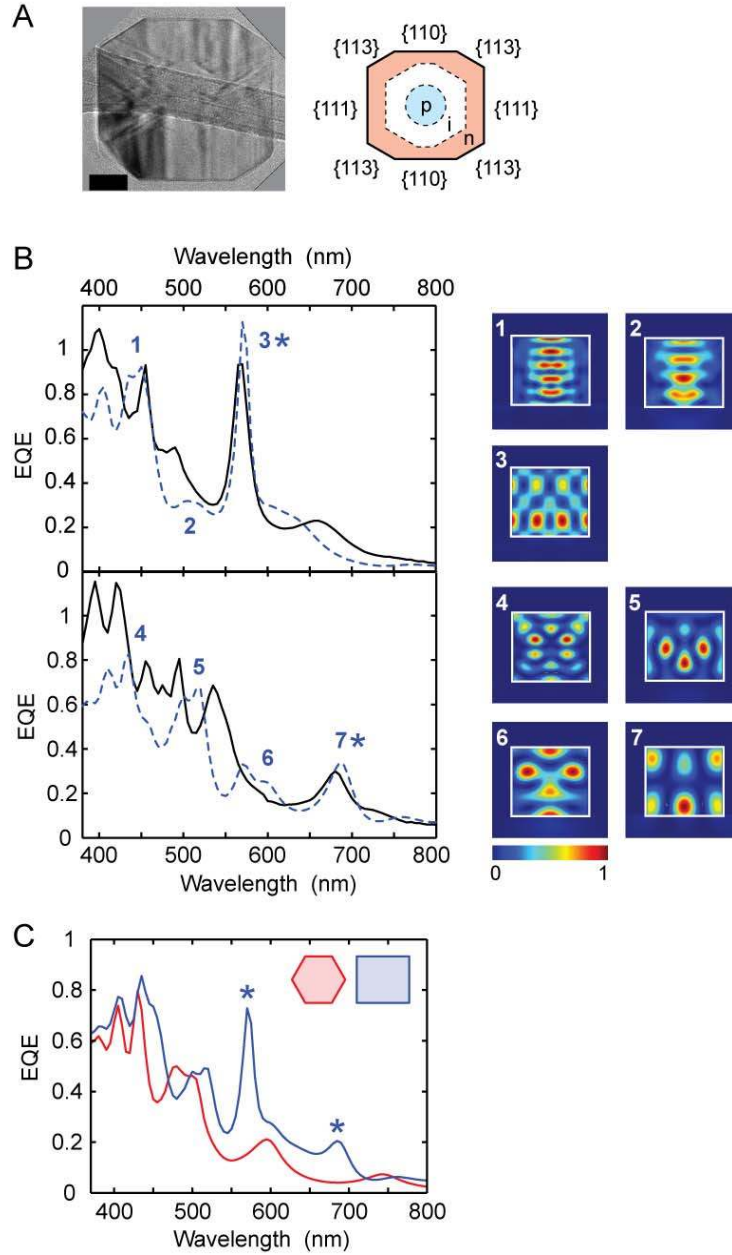 A
{113} {110} {113}
{111} p i n {111}
{113} {110} {113}
B
Wavelength (nm)
400 500 600 700 800
EQE
1
0.8
0.6
0.4
0.2
0
1
2
3*
1 2
3
EQE
1
0.8
0.6
0.4
0.2
0
4
5
6
7*
400 500 600 700 800
Wavelength (nm)
4 5
6 7
0 1
C
EQE
1
0.8
0.6
0.4
0.2
0
* *
400 500 600 700 800
Wavelength (nm)